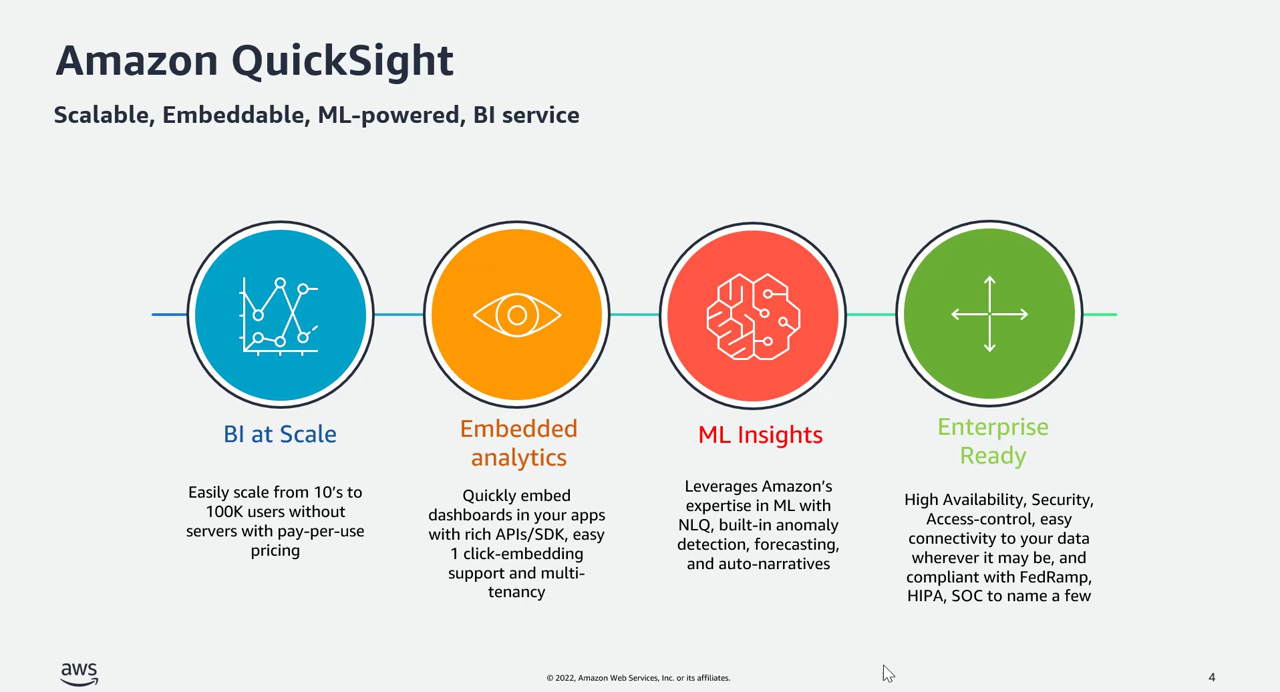 Amazon QuickSight
Scalable, Embeddable, ML-powered, BI service
BI at Scale
Easily scale from 10’s to
100K users without
servers with pay-per-use
pricing
Embedded
analytics
Quickly embed
dashboards in your apps
with rich APIs/SDK, easy
1 click-embedding
support and multi-
tenancy
ML Insights
Leverages Amazon’s
expertise in ML with
NLQ, built-in anomaly
detection, forecasting,
and auto-narratives
Enterprise
Ready
High Availability, Security,
Access-control, easy
connectivity to your data
wherever it may be, and
compliant with FedRamp,
HIPA, SOC to name a few
aws
© 2022, Amazon Web Services, Inc. or its affiliates.
4